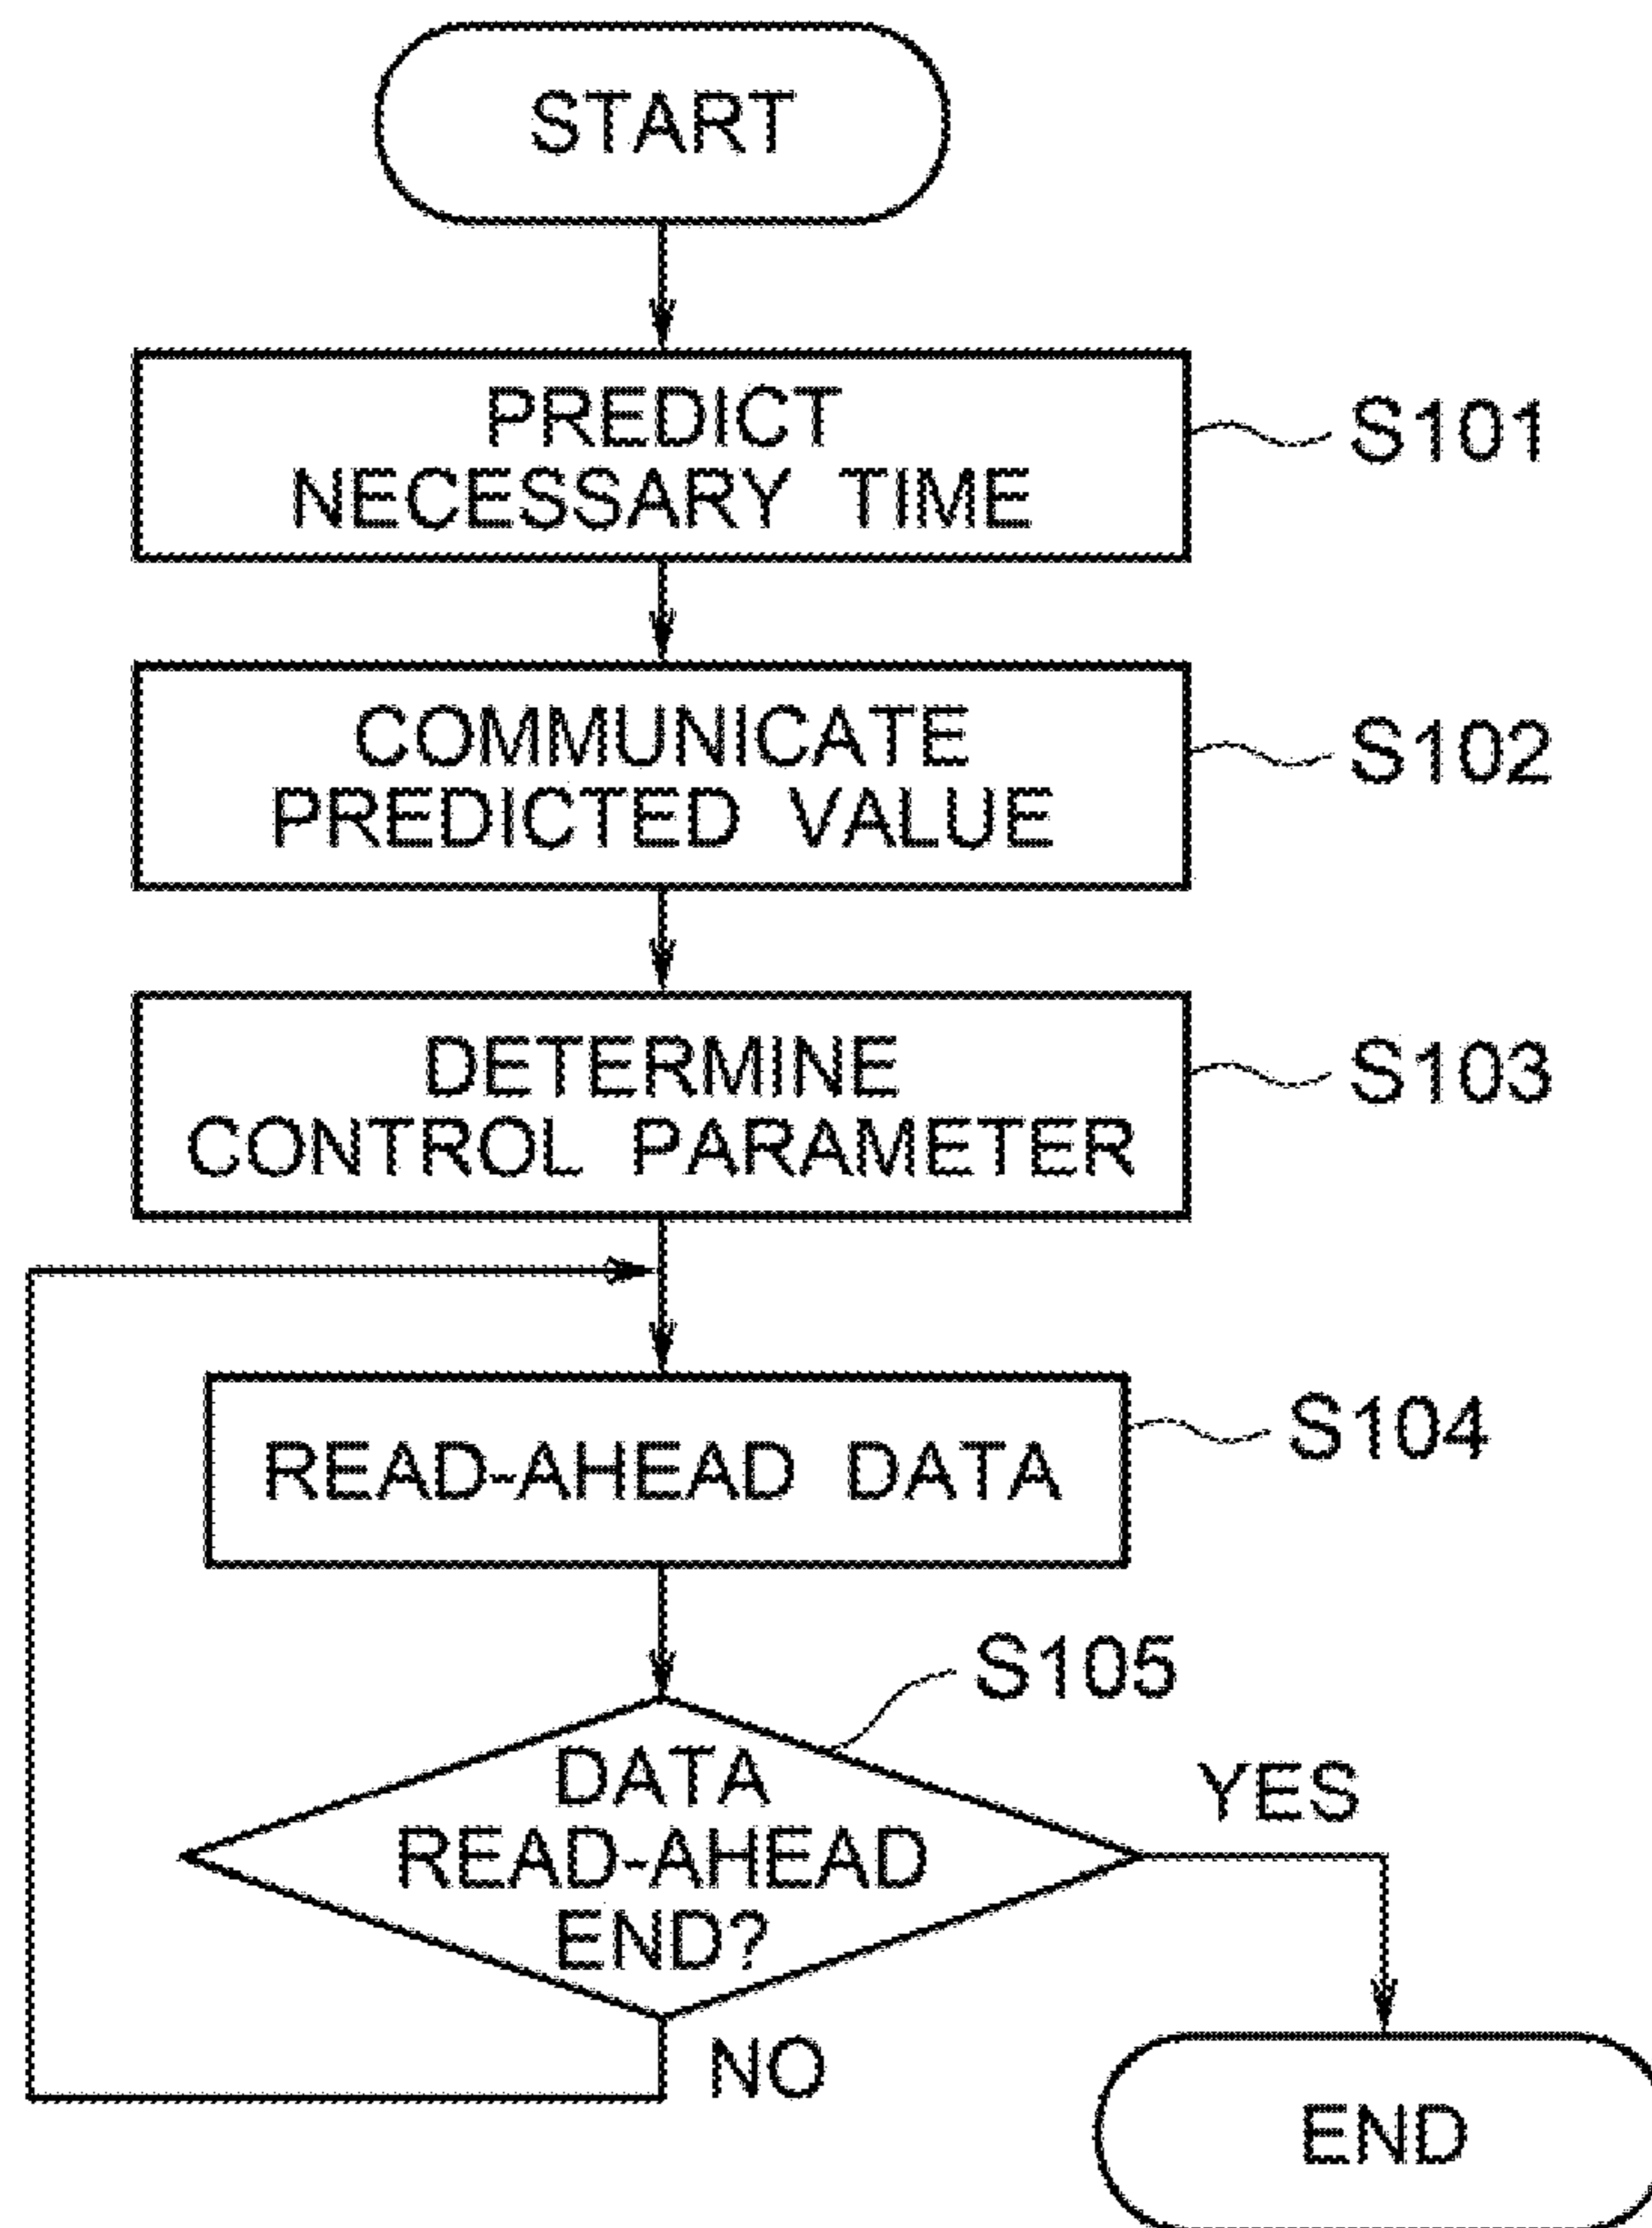 START
PREDICT
NECESSARY TIME
S101
COMMUNICATE
PREDICTED VALUE
S102
DETERMINE
CONTROL PARAMETER
S103
READ-AHEAD DATA
S104
S105
DATA
READ-AHEAD
END?
YES
NO
END